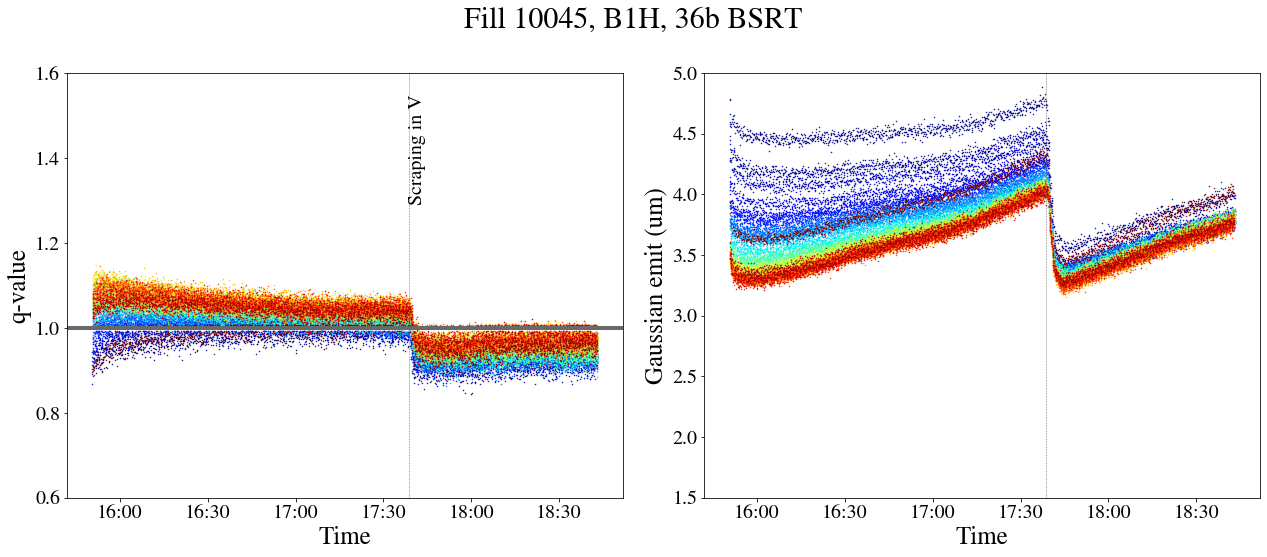 Fill 10045, B1H, 36b BSRT
1.6
1.4
1.2
1.0
0.8
0.6
q-value
Scraping in V
16:00 16:30 17:00 17:30 18:00 18:30
Time
5.0
4.5
4.0
3.5
3.0
2.5
2.0
1.5
Gaussian emit (um)
16:00 16:30 17:00 17:30 18:00 18:30
Time